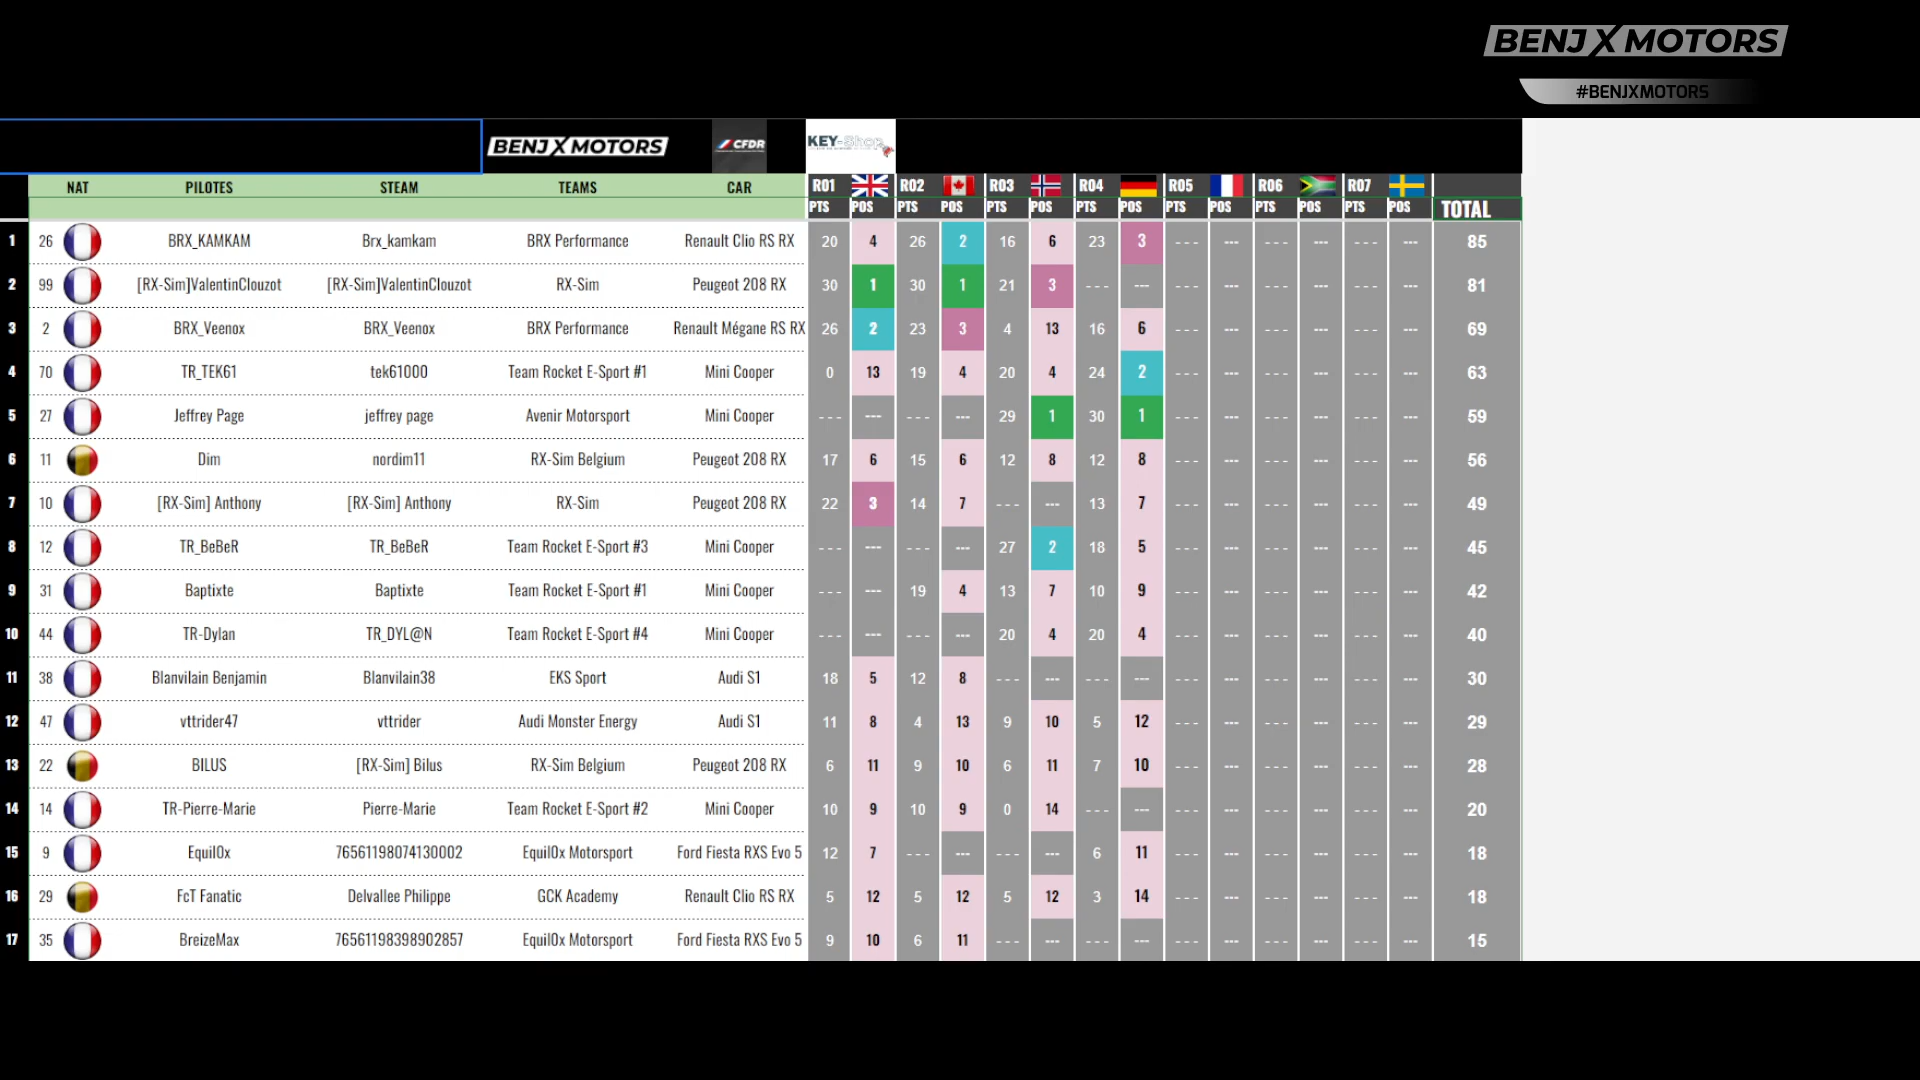 BENJ X MOTORS
#BENJXMOTORS
BENJ X MOTORS CFDR KEY-Shop
NAT PILOTES STEAM TEAMS CAR R01 R02 R03 R04 R05 R06 R07
PTS POS PTS POS PTS POS PTS POS PTS POS PTS POS PTS POS TOTAL
1 26 BRX_KAMKAM Brx_kamkam BRX Performance Renault Clio RS RX 20 4 26 2 16 6 23 3 --- --- --- --- --- --- 85
2 99 [RX-Sim]ValentinClouzot [RX-Sim]ValentinClouzot RX-Sim Peugeot 208 RX 30 1 30 1 21 3 --- --- --- --- --- --- --- --- 81
3 2 BRX_Veenox BRX_Veenox BRX Performance Renault Mégane RS RX 26 2 23 3 4 13 16 6 --- --- --- --- --- --- 69
4 70 TR_TEK61 tek61000 Team Rocket E-Sport #1 Mini Cooper 0 13 19 4 20 4 24 2 --- --- --- --- --- --- 63
5 27 Jeffrey Page jeffrey page Avenir Motorsport Mini Cooper --- --- --- --- 29 1 30 1 --- --- --- --- --- --- 59
6 11 Dim nordim11 RX-Sim Belgium Peugeot 208 RX 17 6 15 6 12 8 12 8 --- --- --- --- --- --- 56
7 10 [RX-Sim] Anthony [RX-Sim] Anthony RX-Sim Peugeot 208 RX 22 3 14 7 --- --- 13 7 --- --- --- --- --- --- 49
8 12 TR_BeBeR TR_BeBeR Team Rocket E-Sport #3 Mini Cooper --- --- --- --- 27 2 18 5 --- --- --- --- --- --- 45
9 31 Baptixte Baptixte Team Rocket E-Sport #1 Mini Cooper --- --- 19 4 13 7 10 9 --- --- --- --- --- --- 42
10 44 TR-Dylan TR_DYL@N Team Rocket E-Sport #4 Mini Cooper --- --- --- --- 20 4 20 4 --- --- --- --- --- --- 40
11 38 Blanvilain Benjamin Blanvilain38 EKS Sport Audi S1 18 5 12 8 --- --- --- --- --- --- --- --- --- --- 30
12 47 vttrider47 vttrider Audi Monster Energy Audi S1 11 8 4 13 9 10 5 12 --- --- --- --- --- --- 29
13 22 BILUS [RX-Sim] Bilus RX-Sim Belgium Peugeot 208 RX 6 11 9 10 6 11 7 10 --- --- --- --- --- --- 28
14 14 TR-Pierre-Marie Pierre-Marie Team Rocket E-Sport #2 Mini Cooper 10 9 10 9 0 14 --- --- --- --- --- --- --- --- 20
15 9 Equil0x 76561198074130002 Equil0x Motorsport Ford Fiesta RXS Evo 5 12 7 --- --- --- --- 6 11 --- --- --- --- --- --- 18
16 29 FcT Fanatic Delvallee Philippe GCK Academy Renault Clio RS RX 5 12 5 12 5 12 3 14 --- --- --- --- --- --- 18
17 35 BreizeMax 76561198398902857 Equil0x Motorsport Ford Fiesta RXS Evo 5 9 10 6 11 --- --- --- --- --- --- --- --- --- --- 15